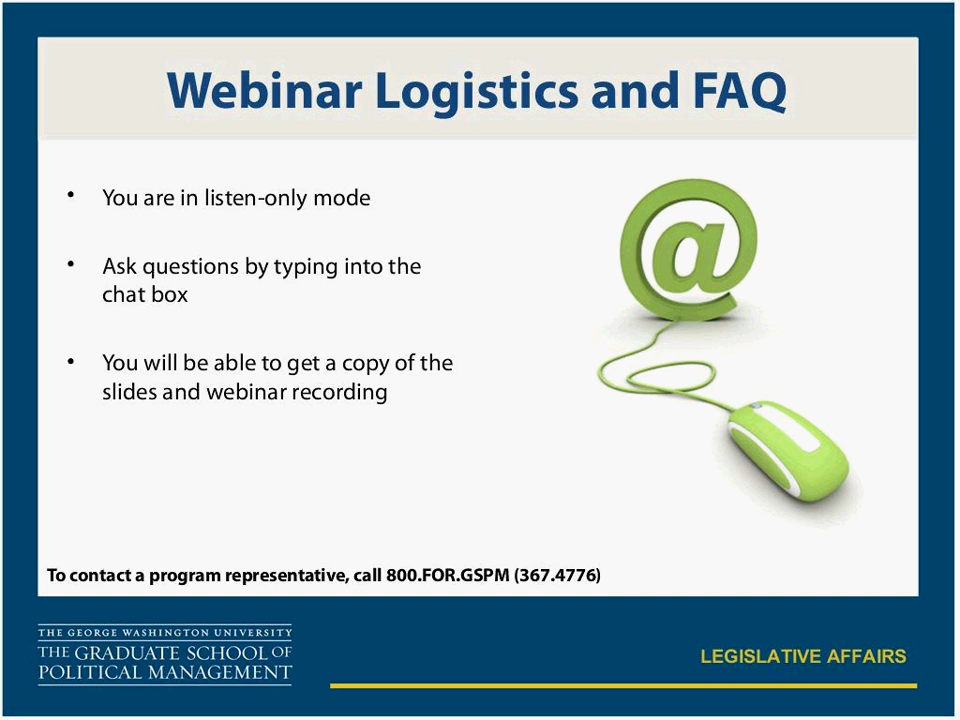 Webinar Logistics and FAQ
• You are in listen-only mode
• Ask questions by typing into the
chat box
• You will be able to get a copy of the
slides and webinar recording
@
To contact a program representative, call 800.FOR.GSPM (367.4776)
THE GEORGE WASHINGTON UNIVERSITY
THE GRADUATE SCHOOL OF
POLITICAL MANAGEMENT
LEGISLATIVE AFFAIRS